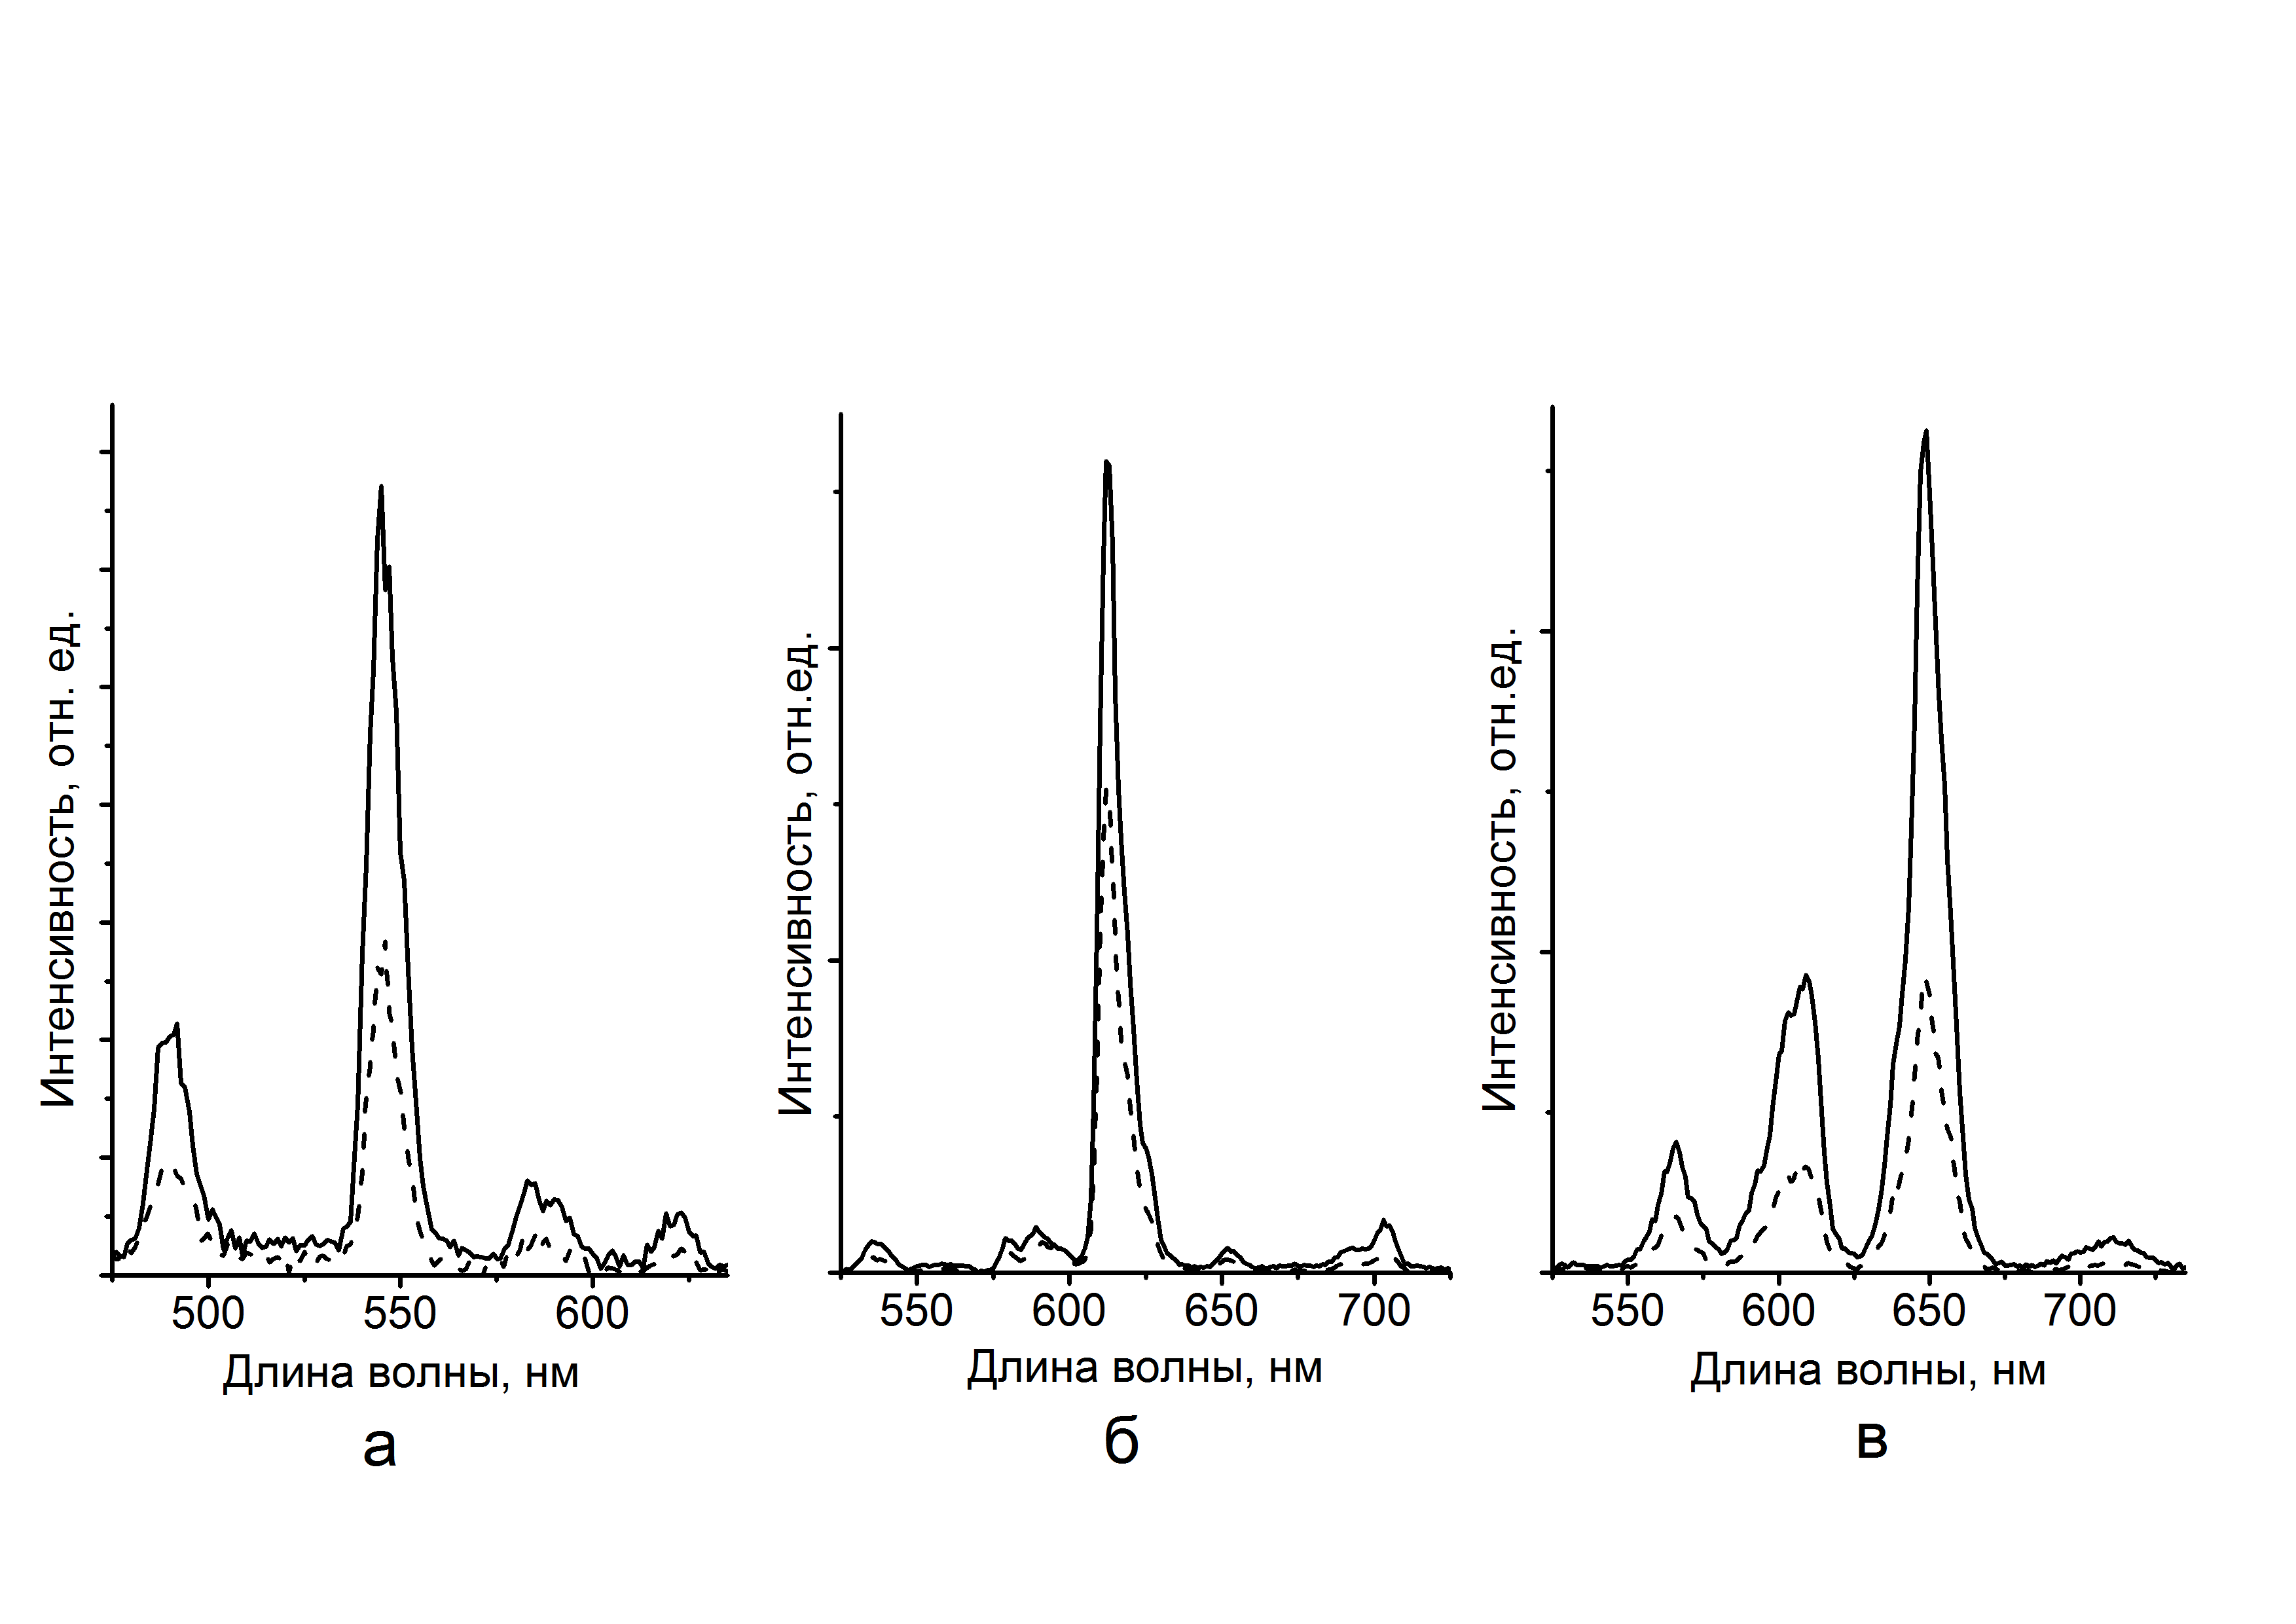 Интенсивность, отн. ед.
500 550 600
Длина волны, нм
а
Интенсивность, отн.ед.
550 600 650 700
Длина волны, нм
б
Интенсивность, отн.ед.
550 600 650 700
Длина волны, нм
в